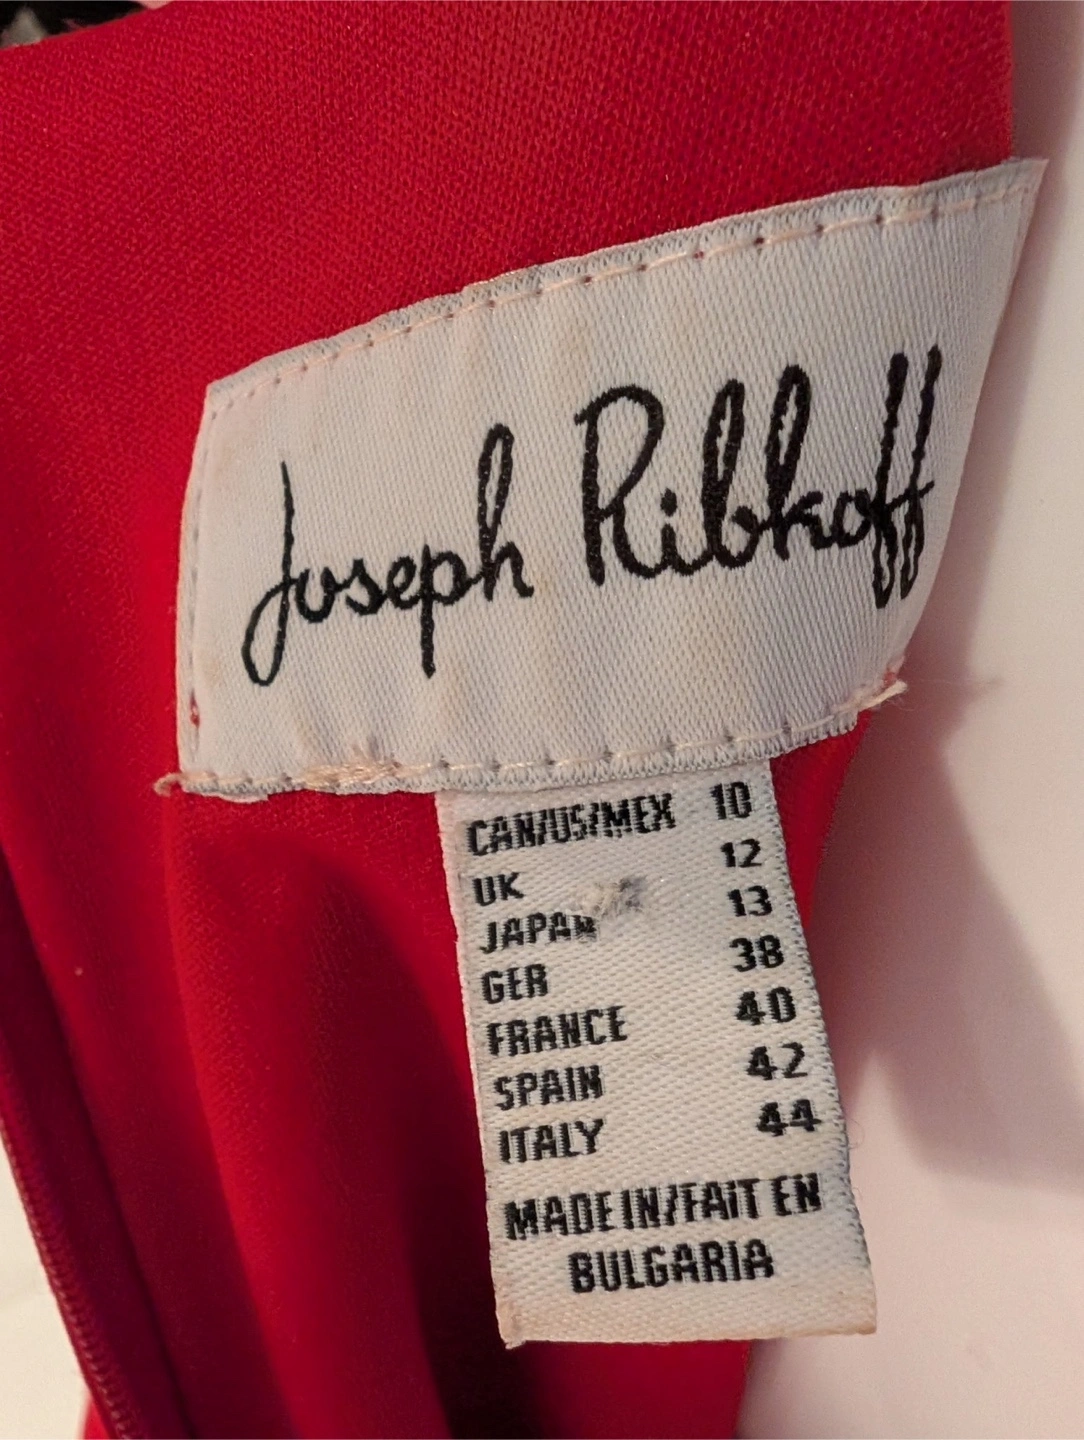 Joseph Ribkoff
CAN/US/MEX 10
UK 12
JAPAN 13
GER 38
FRANCE 40
SPAIN 42
ITALY 44
MADE IN/FAIT EN
BULGARIA